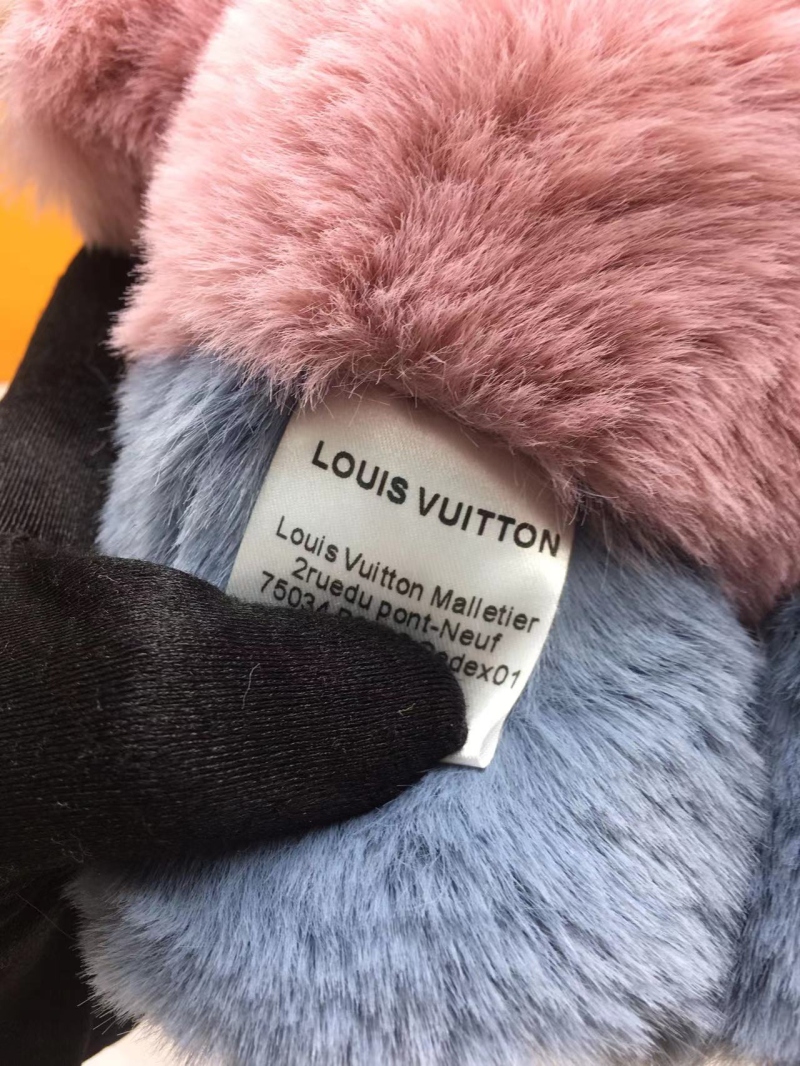 LOUIS VUITTON
Louis Vuitton Malletier
2ruedu pont-Neuf
75034